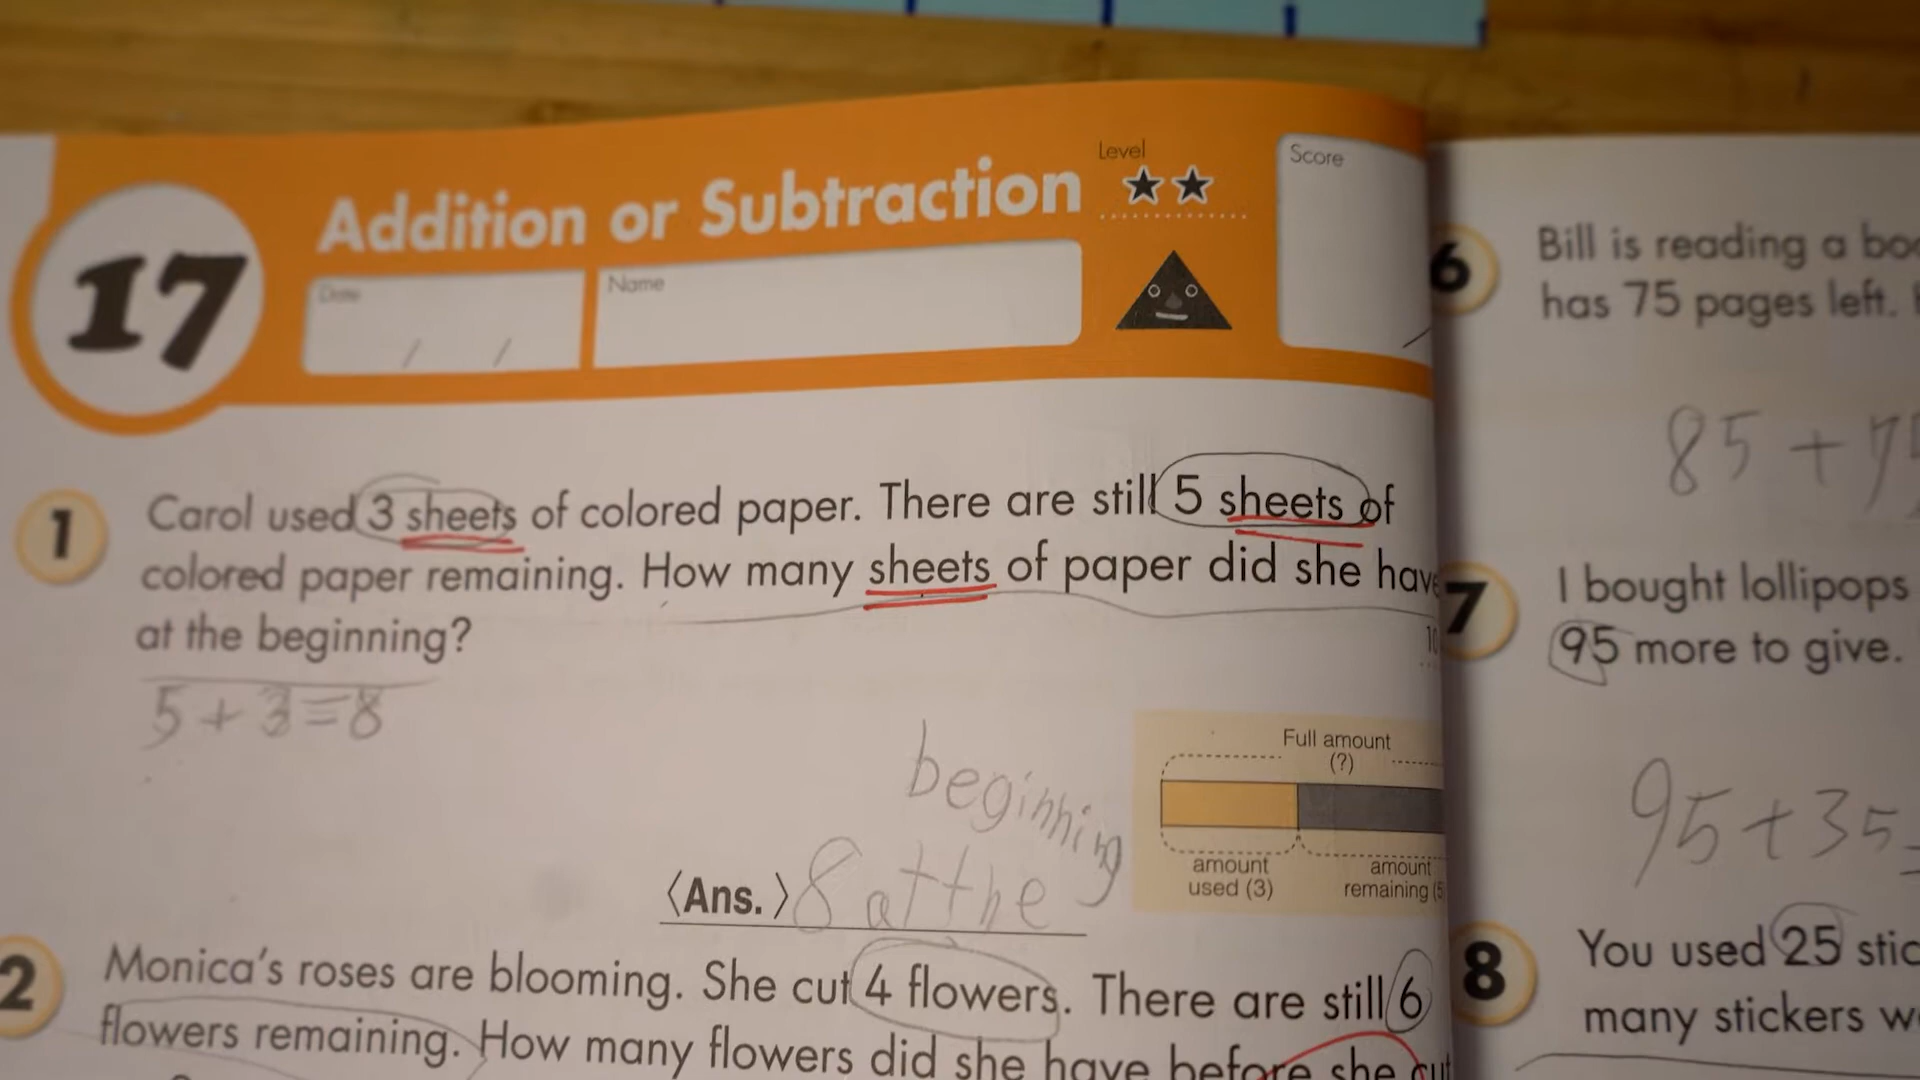 17
Addition or Subtraction
Level
★★
Score
Date
Name
/ /
1
Carol used 3 sheets of colored paper. There are still 5 sheets of
colored paper remaining. How many sheets of paper did she have
at the beginning?
10
5+3=8
beginning
Full amount
(?)
amount
used (3)
amount
remaining (5
〈Ans.〉 8 at the
2
Monica's roses are blooming. She cut 4 flowers. There are still 6
flowers remaining. How many flowers did she have before she cut
6
Bill is reading a
has 75 pages left.
85+
7
I bought lollipops
95 more to give.
95+35=
8
You used 25
many stickers